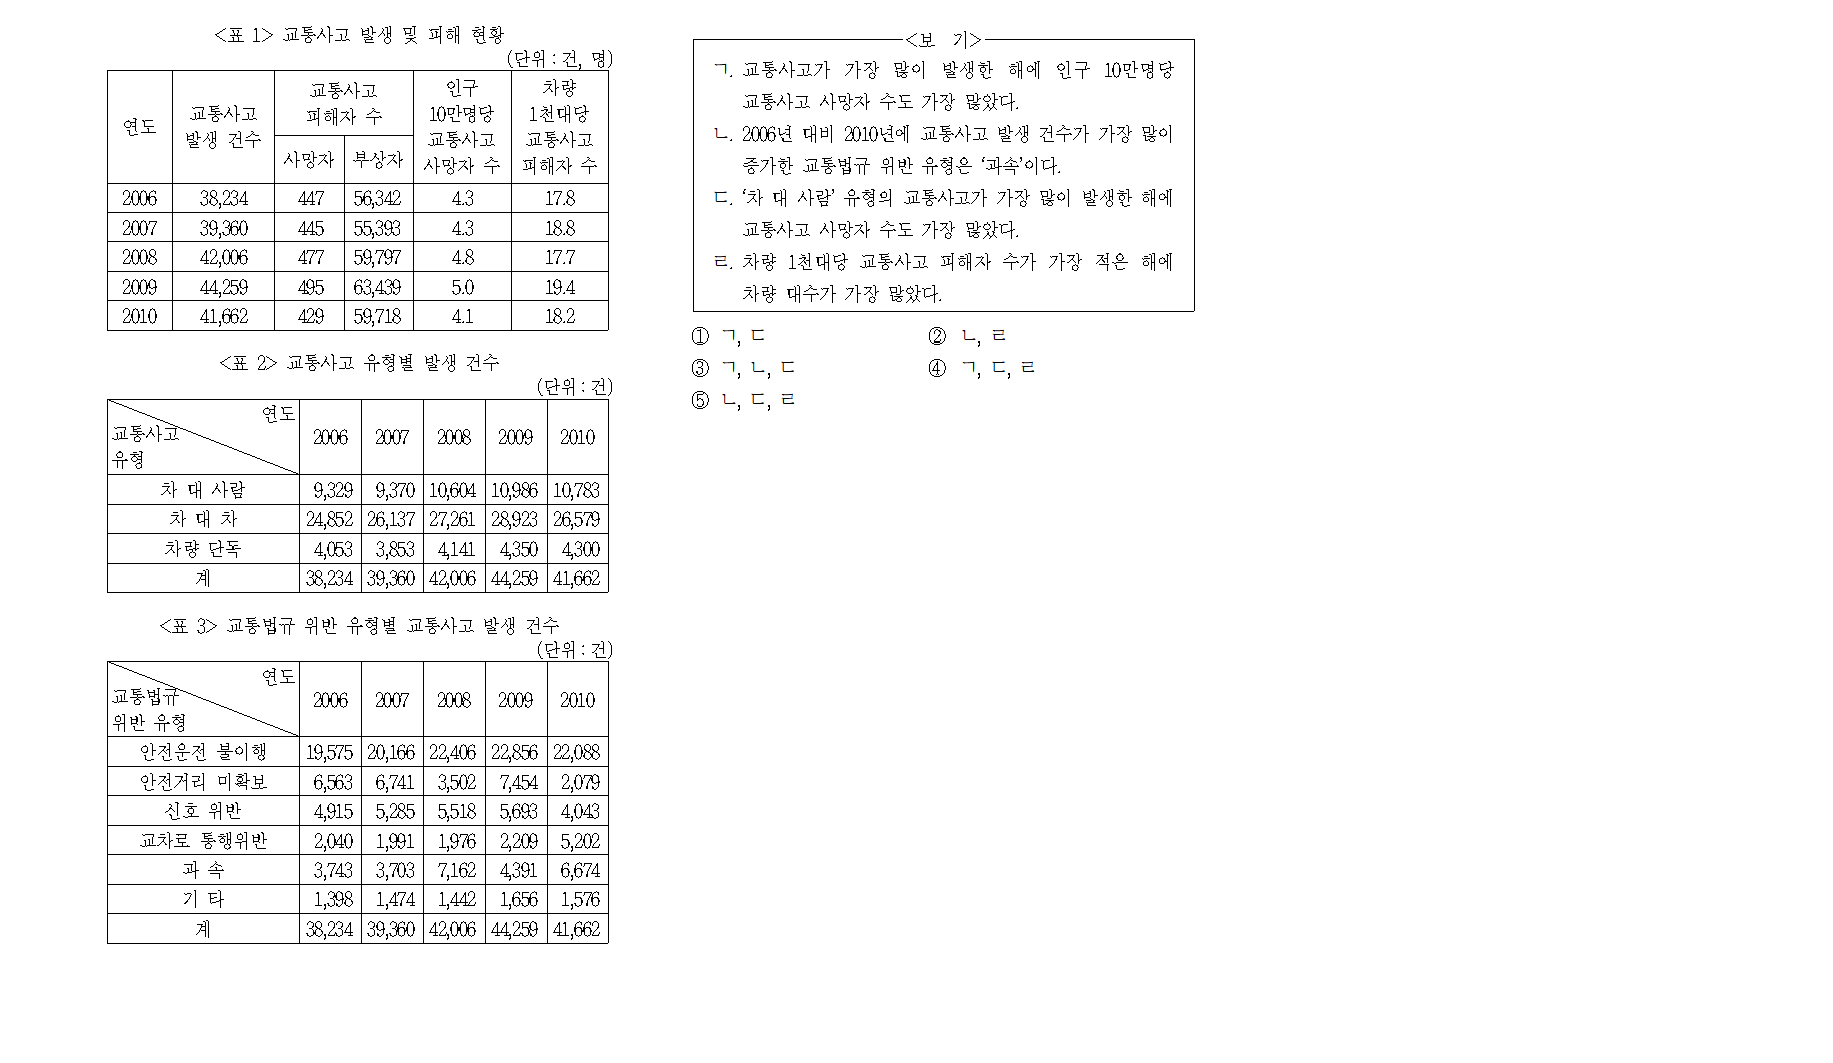 <표 1> 교통사고 발생 및 피해 현황
(단위 : 건, 명)
연도 교통사고 발생 건수 교통사고 피해자 수 인구 10만명당 교통사고 사망자 수 차량 1천대당 교통사고 피해자 수
사망자 부상자
2006 38,234 447 56,342 4.3 17.8
2007 39,360 445 55,393 4.3 18.8
2008 42,006 477 59,797 4.8 17.7
2009 44,259 495 63,439 5.0 19.4
2010 41,662 429 59,718 4.1 18.2
<표 2> 교통사고 유형별 발생 건수
(단위 : 건)
연도
교통사고
유형
2006 2007 2008 2009 2010
차 대 사람 9,329 9,370 10,604 10,986 10,783
차 대 차 24,852 26,137 27,261 28,923 26,579
차량 단독 4,053 3,853 4,141 4,350 4,300
계 38,234 39,360 42,006 44,259 41,662
<표 3> 교통법규 위반 유형별 교통사고 발생 건수
(단위 : 건)
연도
교통법규
위반 유형
2006 2007 2008 2009 2010
안전운전 불이행 19,575 20,166 22,406 22,856 22,088
안전거리 미확보 6,563 6,741 3,502 7,454 2,079
신호 위반 4,915 5,285 5,518 5,693 4,043
교차로 통행위반 2,040 1,991 1,976 2,209 5,202
과 속 3,743 3,703 7,162 4,391 6,674
기 타 1,398 1,474 1,442 1,656 1,576
계 38,234 39,360 42,006 44,259 41,662
<보 기>
ㄱ. 교통사고가 가장 많이 발생한 해에 인구 10만명당
교통사고 사망자 수도 가장 많았다.
ㄴ. 2006년 대비 2010년에 교통사고 발생 건수가 가장 많이
증가한 교통법규 위반 유형은 ‘과속’이다.
ㄷ. ‘차 대 사람’ 유형의 교통사고가 가장 많이 발생한 해에
교통사고 사망자 수도 가장 많았다.
ㄹ. 차량 1천대당 교통사고 피해자 수가 가장 적은 해에
차량 대수가 가장 많았다.
① ㄱ, ㄷ ② ㄴ, ㄹ
③ ㄱ, ㄴ, ㄷ ④ ㄱ, ㄷ, ㄹ
⑤ ㄴ, ㄷ, ㄹ